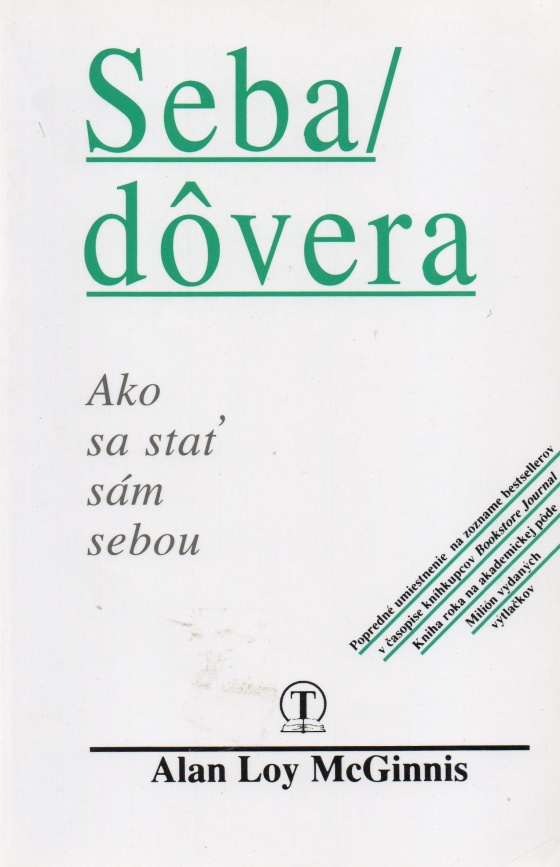 Seba/
dôvera
Ako
sa stať
sám
sebou
Popredné umiestnenie na zozname bestsellerov
v časopise kníhkupcov Bookstore Journal
Kniha roka na akademickej pôde
Milión vydaných
výtlačkov
T
Alan Loy McGinnis